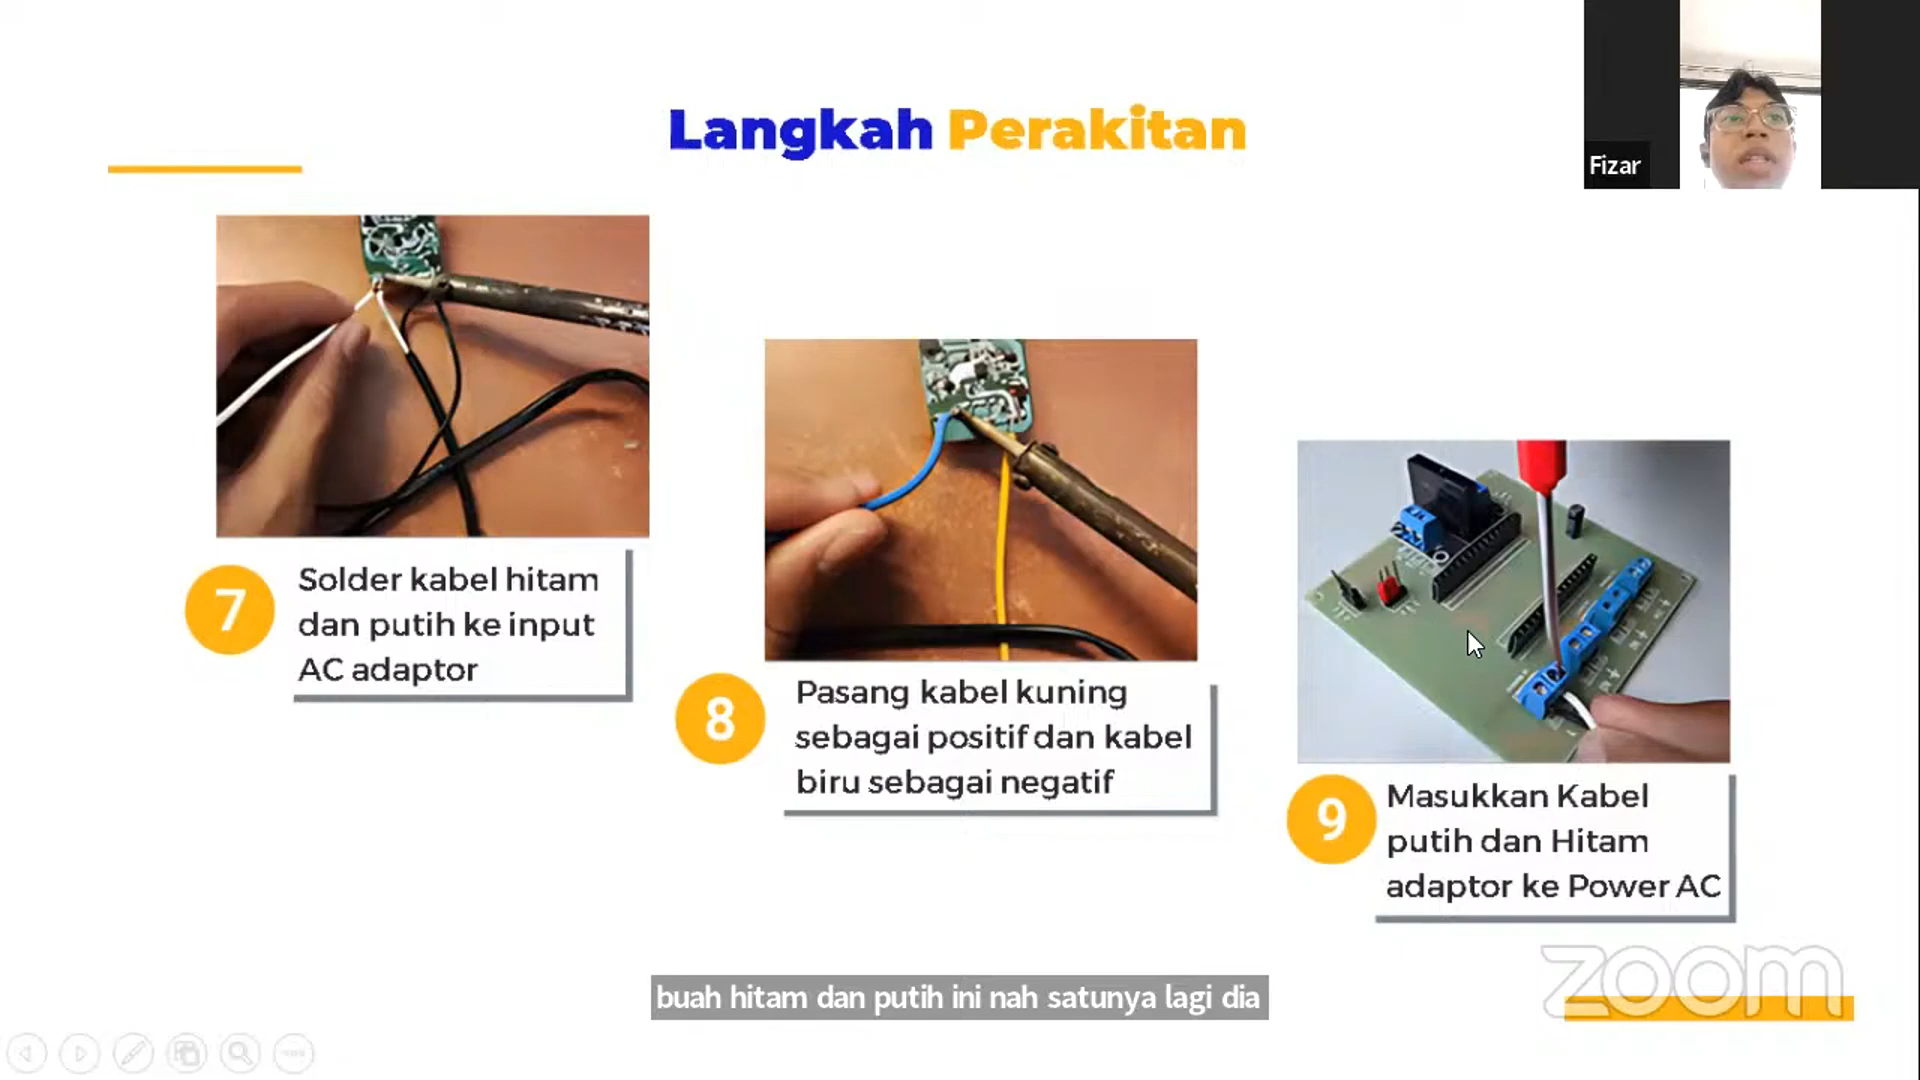 Langkah Perakitan
Fizar
7
Solder kabel hitam
dan putih ke input
AC adaptor
8
Pasang kabel kuning
sebagai positif dan kabel
biru sebagai negatif
9
Masukkan Kabel
putih dan Hitam
adaptor ke Power AC
buah hitam dan putih ini nah satunya lagi dia
zoom